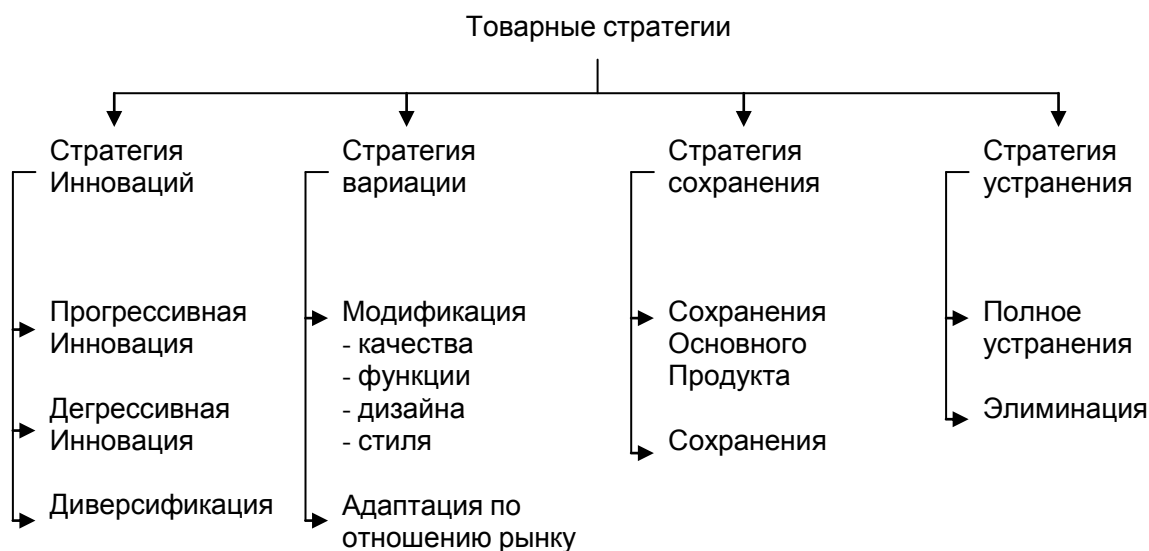 Товарные стратегии
Стратегия
Инноваций
Прогрессивная
Инновация
Дегрессивная
Инновация
Диверсификация
Стратегия
вариации
Модификация
- качества
- функции
- дизайна
- стиля
Адаптация по
отношению рынку
Стратегия
сохранения
Сохранения
Основного
Продукта
Сохранения
Стратегия
устранения
Полное
устранения
Элиминация